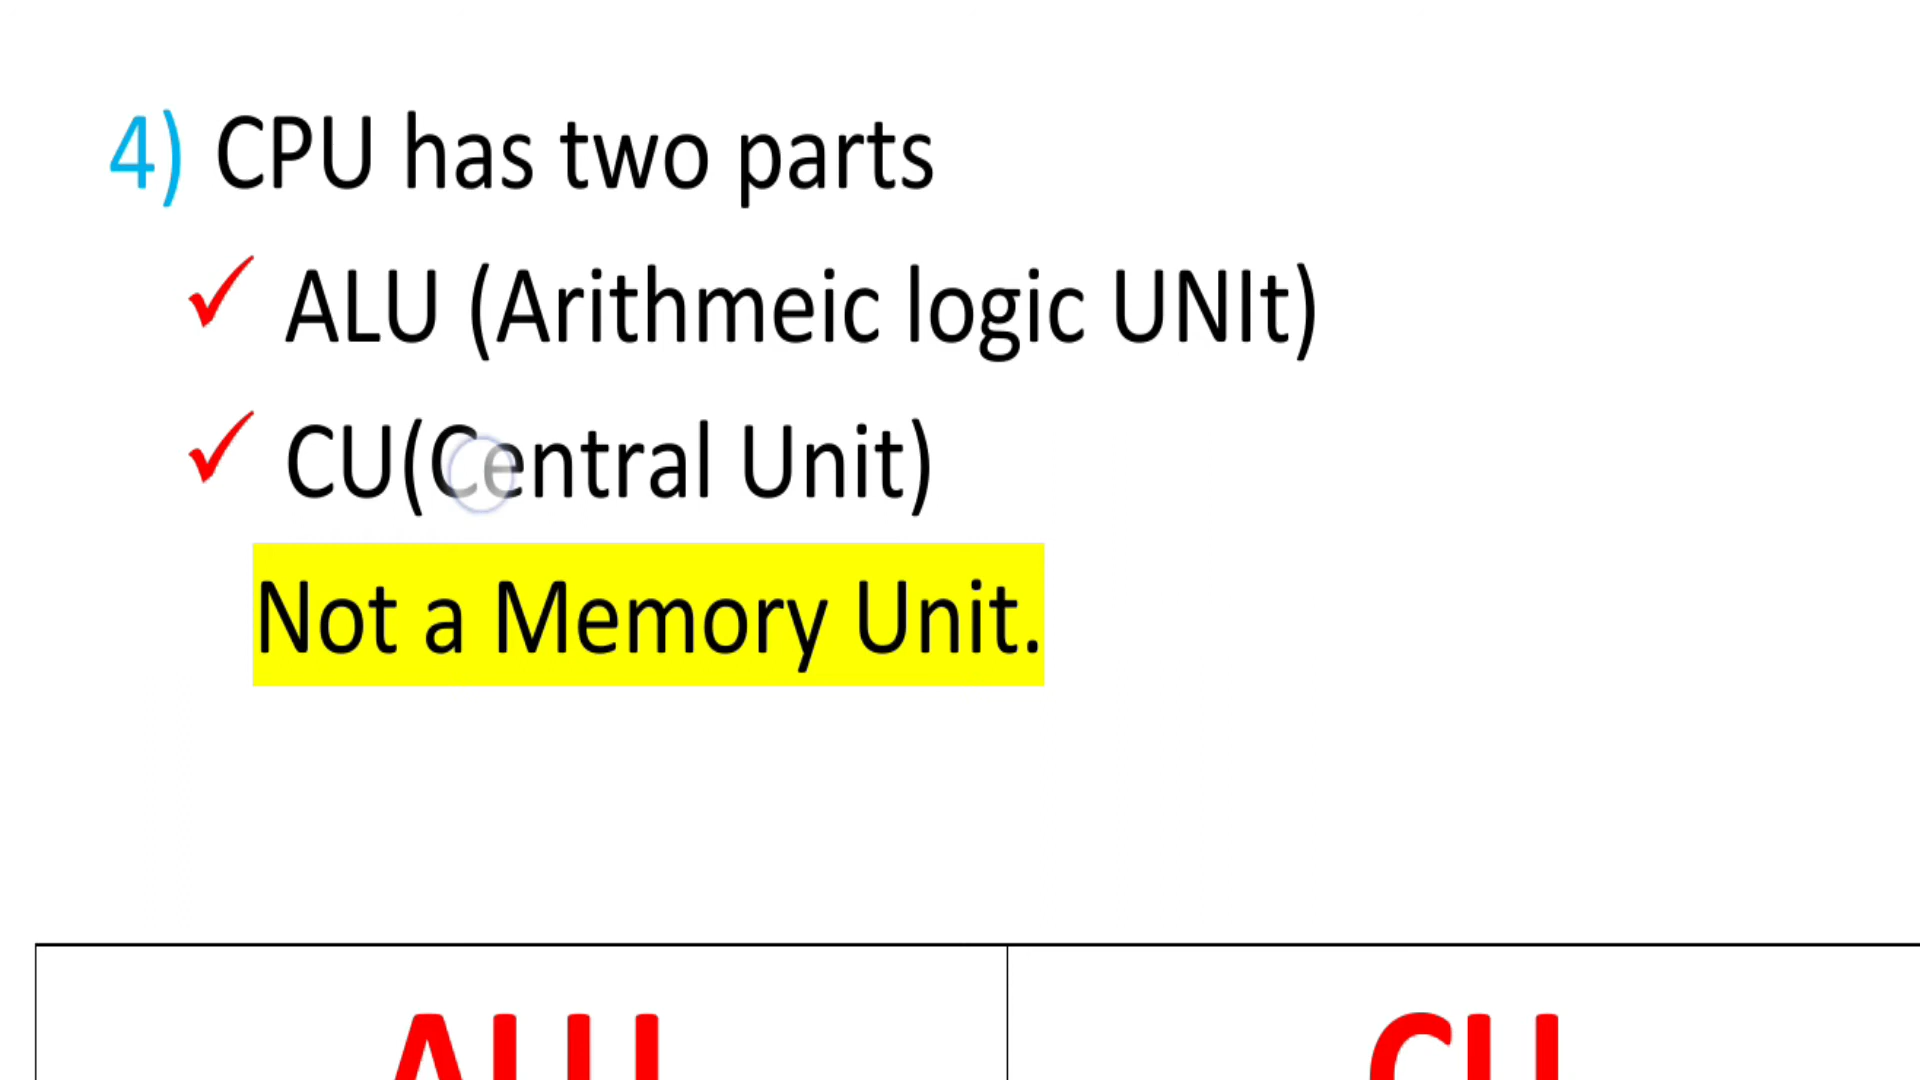 4) CPU has two parts
✓ ALU (Arithmeic logic UNIt)
✓ CU(Central Unit)
Not a Memory Unit.
ALU CU